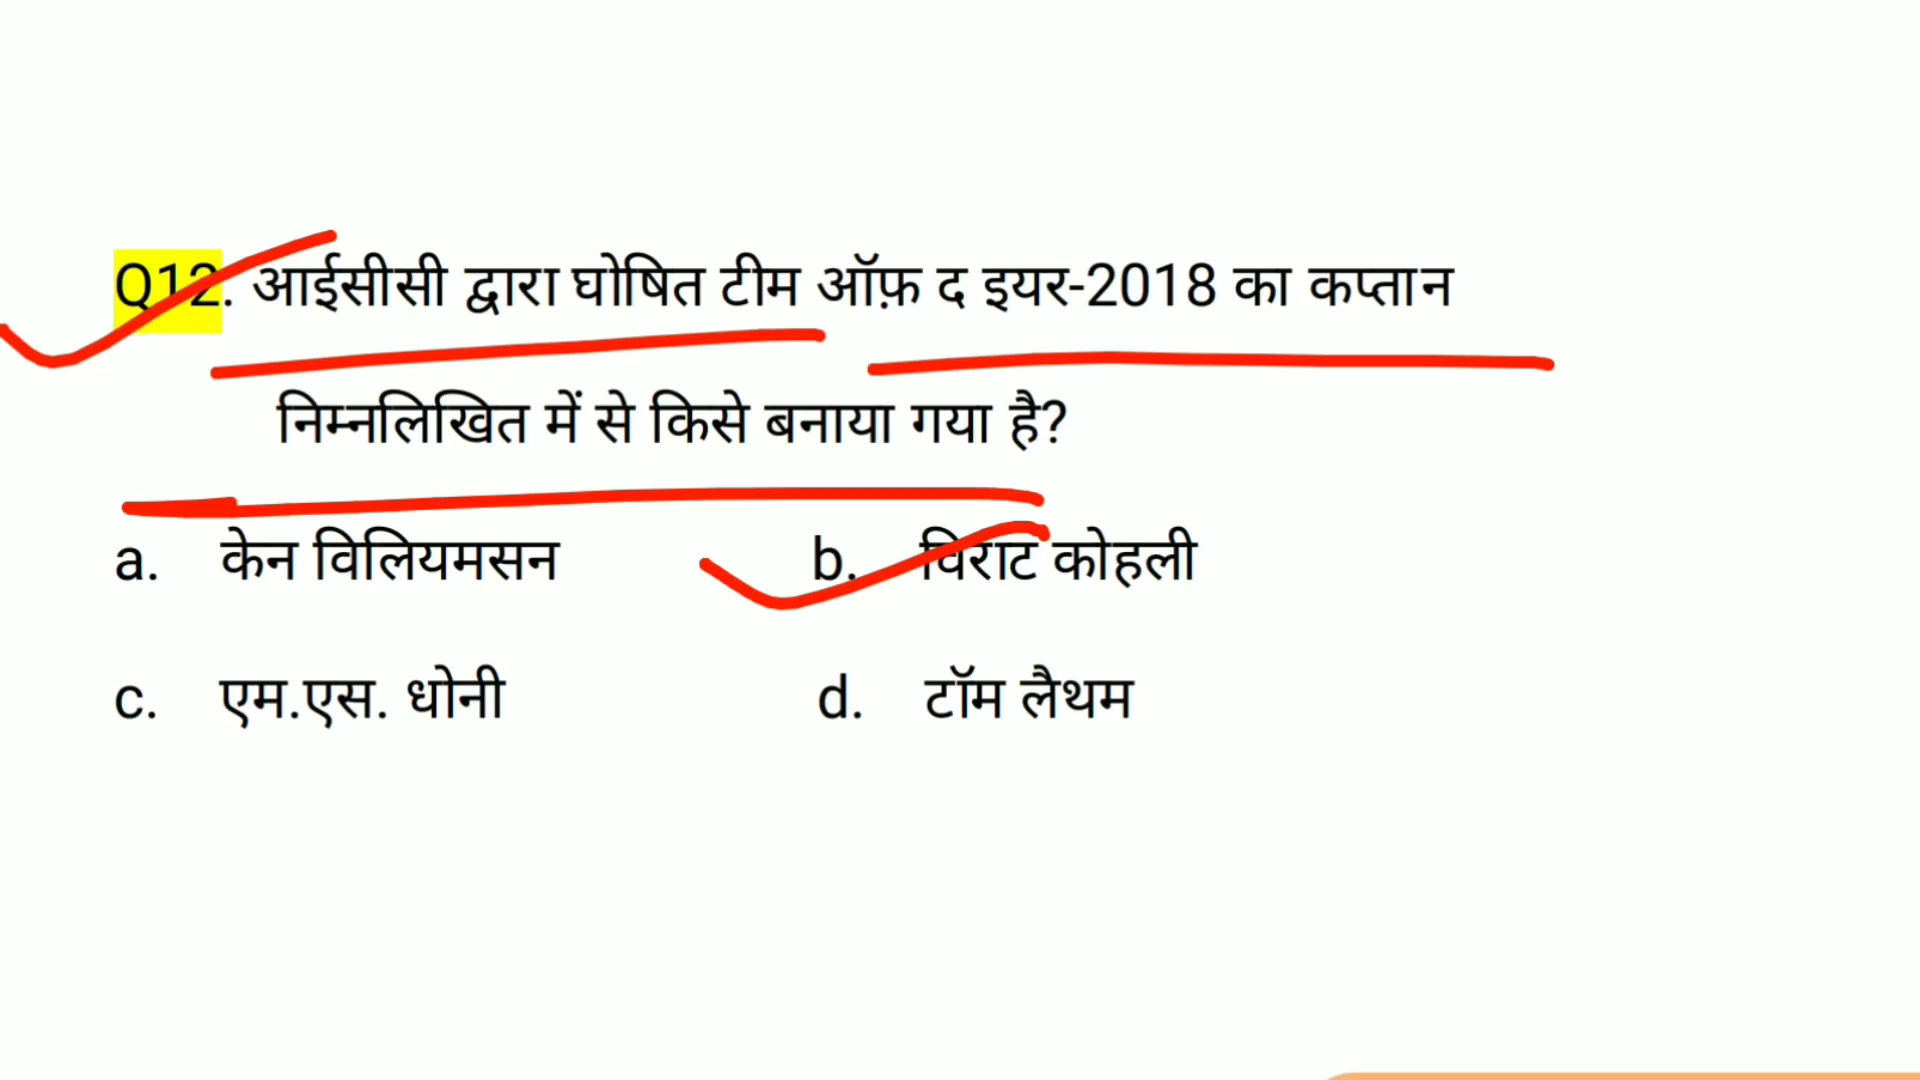 Q12. आईसीसी द्वारा घोषित टीम ऑफ़ द इयर-2018 का कप्तान
निम्नलिखित में से किसे बनाया गया है?
a. केन विलियमसन b. विराट कोहली
c. एम.एस. धोनी d. टॉम लैथम